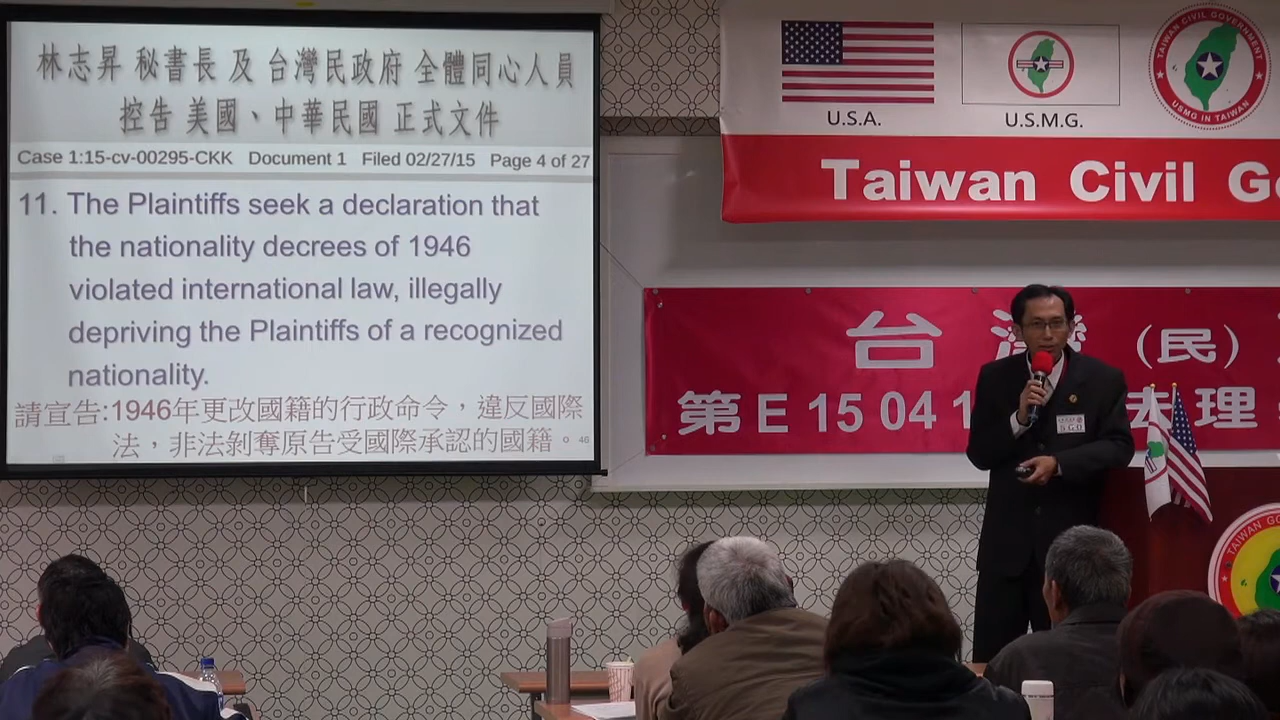 林志昇 秘書長 及 台灣民政府 全體同心人員
控告 美國、中華民國 正式文件
Case 1:15-cv-00295-CKK Document 1 Filed 02/27/15 Page 4 of 27
11. The Plaintiffs seek a declaration that
the nationality decrees of 1946
violated international law, illegally
depriving the Plaintiffs of a recognized
nationality.
請宣告:1946年更改國籍的行政命令，違反國際
法，非法剝奪原告受國際承認的國籍。
46
U.S.A.
U.S.M.G.
TAIWAN CIVIL GOVERNMENT
USMG IN TAIWAN
Taiwan Civil G
台灣（民）
第E 15 04 1 法理
TAIWAN GO